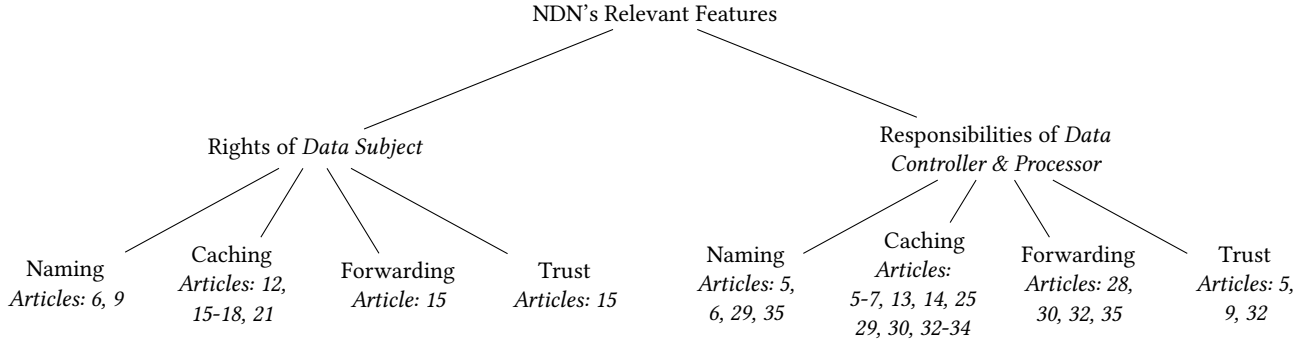 NDN's Relevant Features
Rights of Data Subject
Responsibilities of Data
Controller & Processor
Naming
Articles: 6, 9
Caching
Articles: 12,
15-18, 21
Forwarding
Article: 15
Trust
Articles: 15
Naming
Articles: 5,
6, 29, 35
Caching
Articles:
5-7, 13, 14, 25
29, 30, 32-34
Forwarding
Articles: 28,
30, 32, 35
Trust
Articles: 5,
9, 32